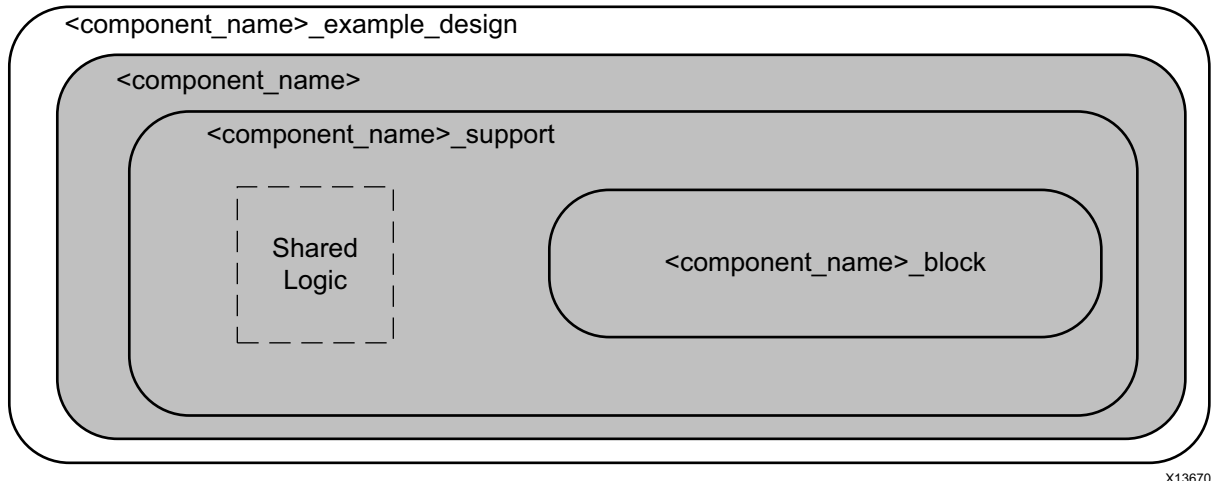 <component_name>_example_design
<component_name>
<component_name>_support
Shared
Logic
<component_name>_block
X13670